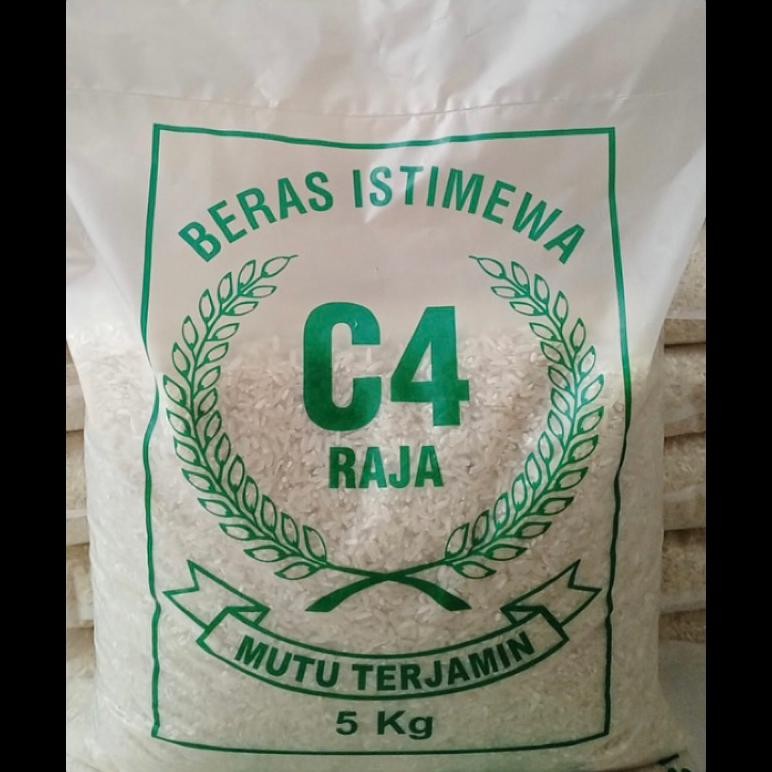 BERAS ISTIMEWA
C4
RAJA
MUTU TERJAMIN
5 Kg